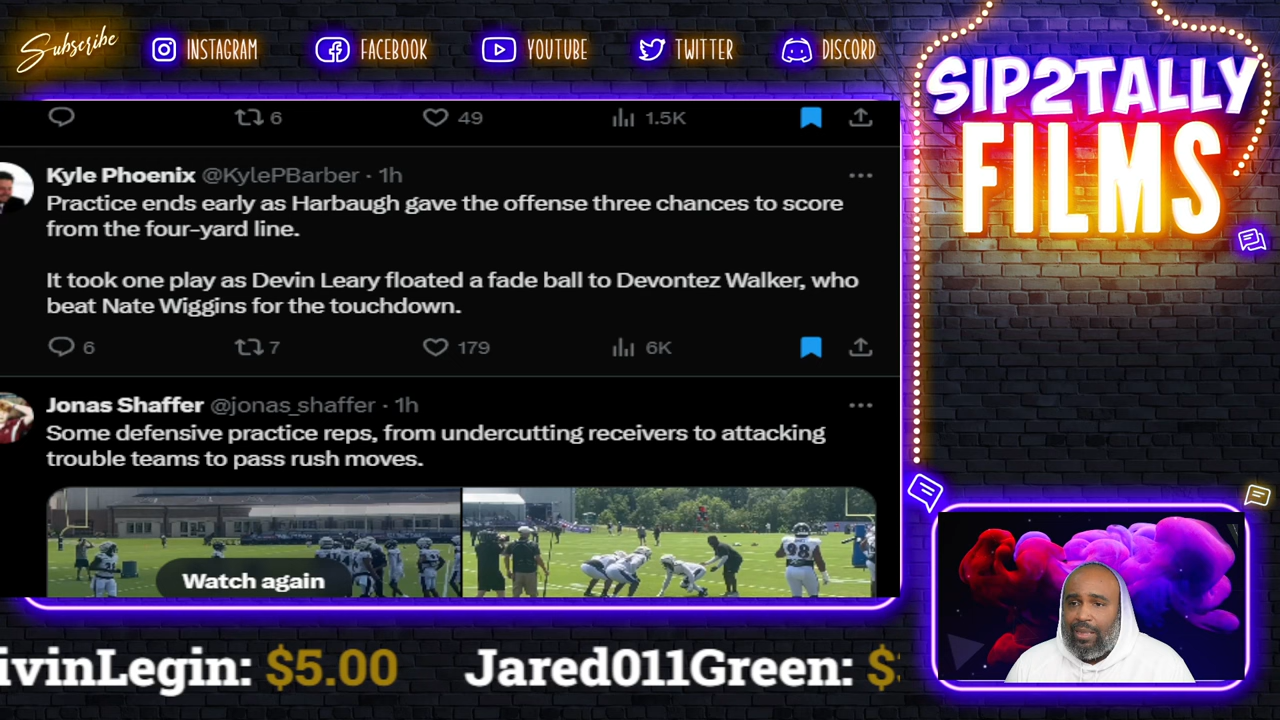 Subscribe
INSTAGRAM
FACEBOOK
YOUTUBE
TWITTER
DISCORD
SIP2TALLY
FILMS
6
49
1.5K
Kyle Phoenix @KylePBarber · 1h
Practice ends early as Harbaugh gave the offense three chances to score
from the four-yard line.
It took one play as Devin Leary floated a fade ball to Devontez Walker, who
beat Nate Wiggins for the touchdown.
6
7
179
6K
Jonas Shaffer @jonas_shaffer · 1h
Some defensive practice reps, from undercutting receivers to attacking
trouble teams to pass rush moves.
98
Watch again
ivinLegin: $5.00
Jared011Green: $